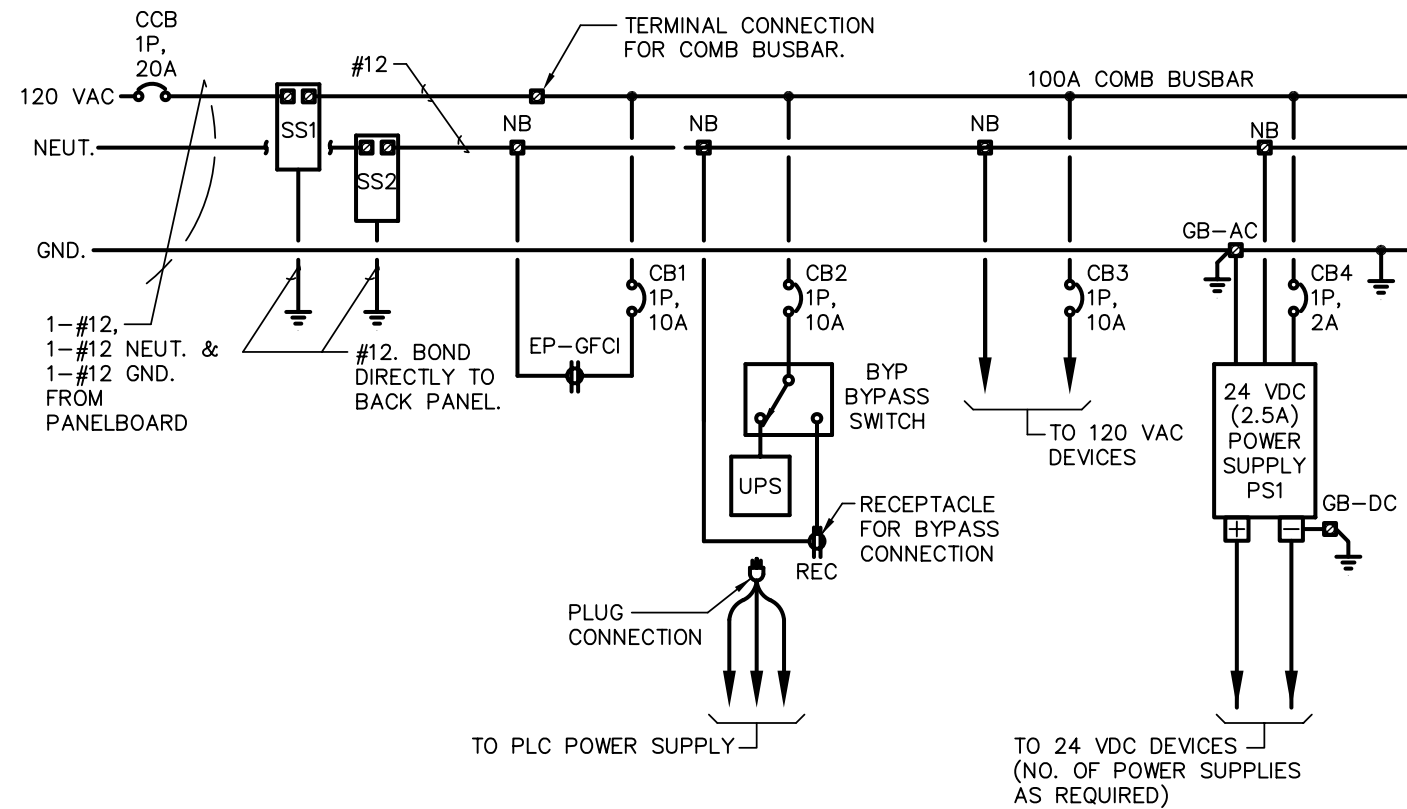 CCB
1P,
20A
120 VAC
NEUT.
GND.
SS1
SS2
#12
TERMINAL CONNECTION
FOR COMB BUSBAR.
100A COMB BUSBAR
NB
NB
NB
NB
GB-AC
1-#12,
1-#12 NEUT. &
1-#12 GND.
FROM
PANELBOARD
#12. BOND
DIRECTLY TO
BACK PANEL.
EP-GFCI
CB1
1P,
10A
CB2
1P,
10A
CB3
1P,
10A
CB4
1P,
2A
BYP
BYPASS
SWITCH
UPS
RECEPTACLE
FOR BYPASS
CONNECTION
REC
PLUG
CONNECTION
TO PLC POWER SUPPLY
TO 120 VAC
DEVICES
24 VDC
(2.5A)
POWER
SUPPLY
PS1
+
−
GB-DC
TO 24 VDC DEVICES
(NO. OF POWER SUPPLIES
AS REQUIRED)